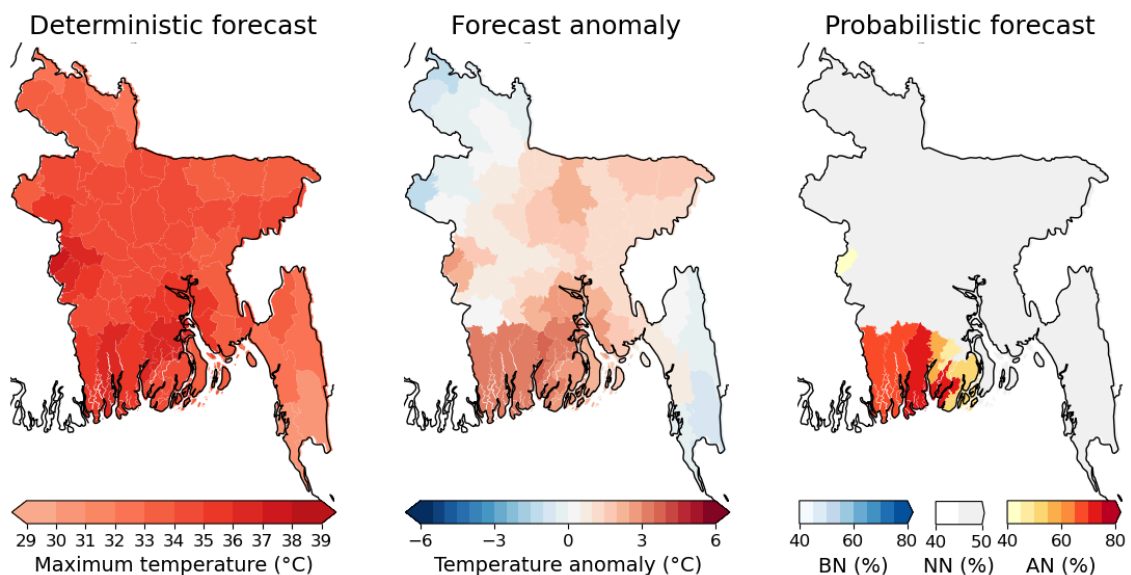 Deterministic forecast
Forecast anomaly
Probabilistic forecast
29 30 31 32 33 34 35 36 37 38 39
Maximum temperature (°C)
−6 −3 0 3 6
Temperature anomaly (°C)
40 60 80
BN (%)
40 50
NN (%)
40 60 80
AN (%)